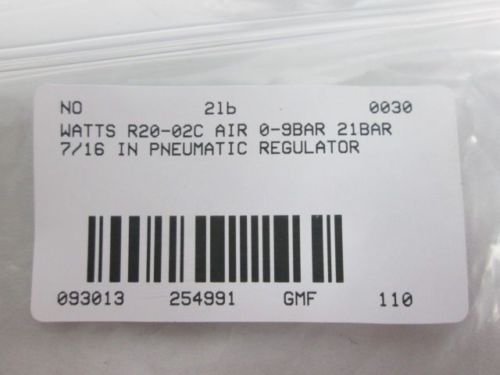 NO 21b 0030
WATTS R20-02C AIR 0-9BAR 21BAR
7/16 IN PNEUMATIC REGULATOR
093013 254991 GMF 110